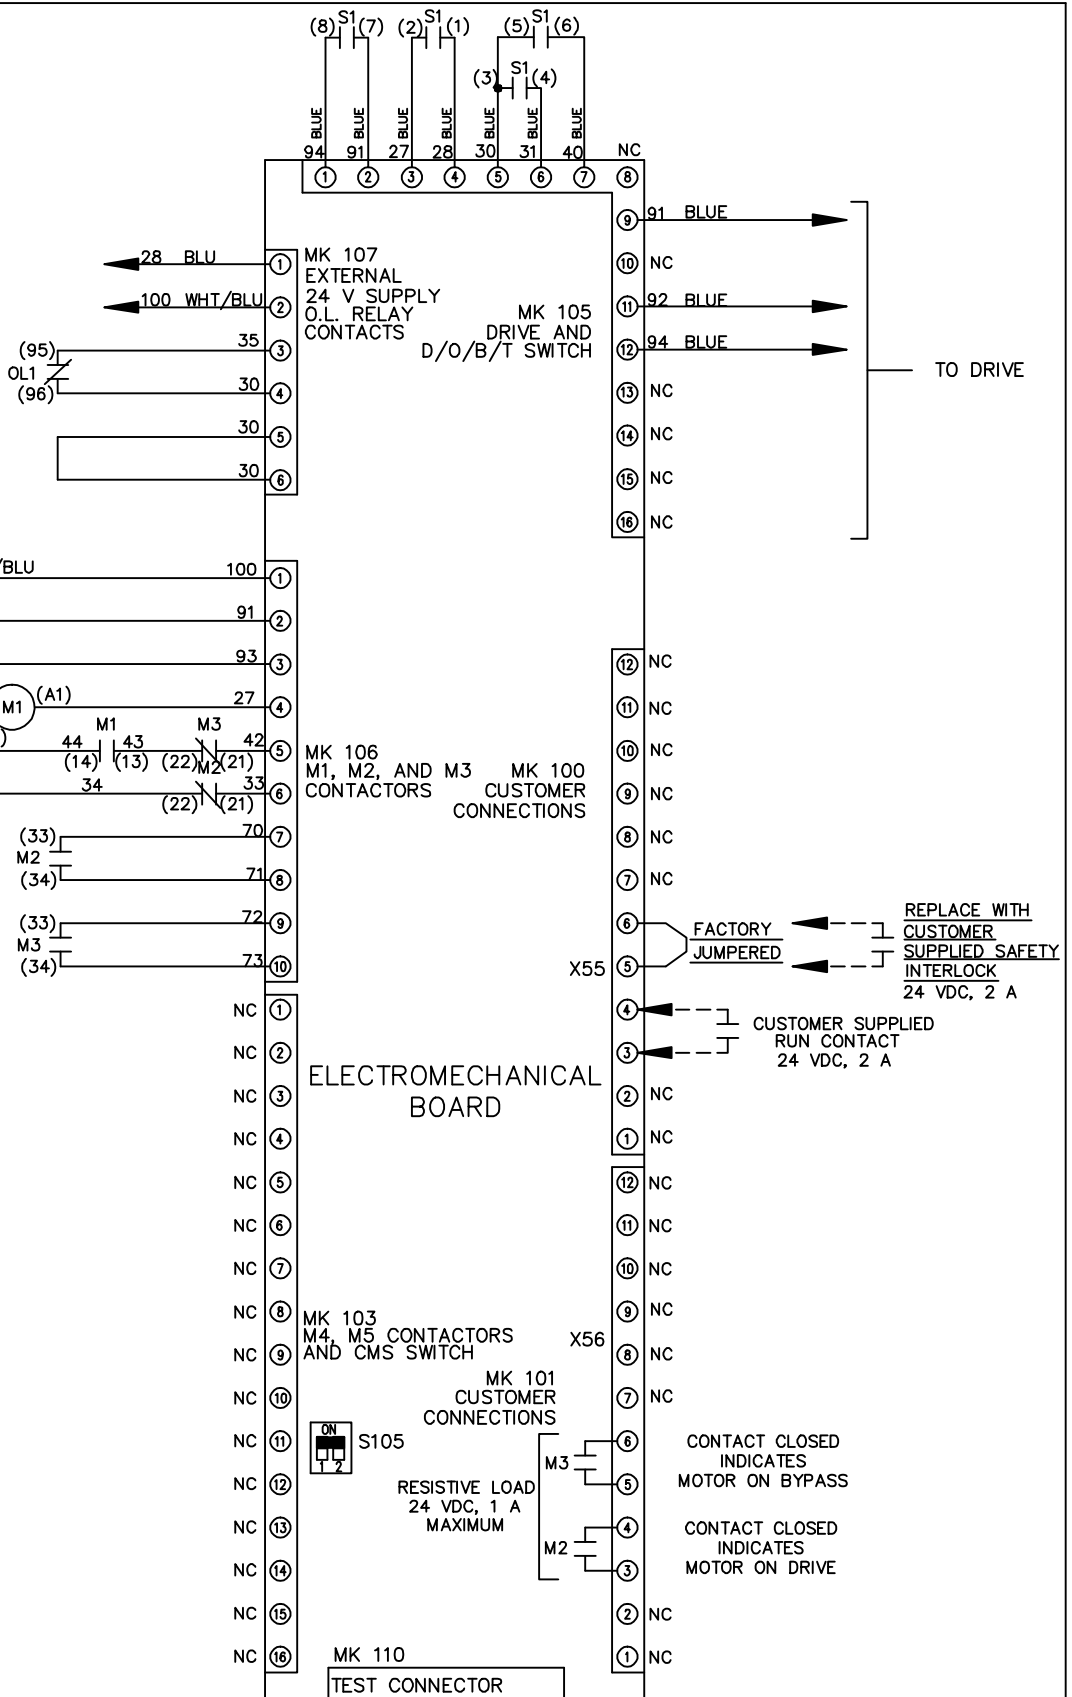 (8) S1 (7) (2) S1 (1) (5) S1 (6)
(3) S1 (4)
BLUE BLUE BLUE BLUE BLUE BLUE BLUE
94 91 27 28 30 31 40 NC
1 2 3 4 5 6 7 8
9 91 BLUE
10 NC
11 92 BLUE
12 94 BLUE
13 NC
14 NC
15 NC
16 NC
TO DRIVE
MK 105
DRIVE AND
D/O/B/T SWITCH
MK 107
EXTERNAL
24 V SUPPLY
O.L. RELAY
CONTACTS
28 BLU 1
100 WHT/BLU 2
(95) 35 3
OL1
(96) 30 4
30 5
30 6
/BLU 100 1
91 2
93 3
M1 (A1) 27 4
M1 M3
) 44 43 42 5
(14) (13) (22) (21)
M2
34 33 6
(22) (21)
(33) 70 7
M2
(34) 71 8
(33) 72 9
M3
(34) 73 10
MK 106
M1, M2, AND M3
CONTACTORS
MK 100
CUSTOMER
CONNECTIONS
12 NC
11 NC
10 NC
9 NC
8 NC
7 NC
6
X55 5
4
3
2 NC
1 NC
FACTORY
JUMPERED
REPLACE WITH
CUSTOMER
SUPPLIED SAFETY
INTERLOCK
24 VDC, 2 A
CUSTOMER SUPPLIED
RUN CONTACT
24 VDC, 2 A
ELECTROMECHANICAL
BOARD
NC 1
NC 2
NC 3
NC 4
NC 5
NC 6
NC 7
NC 8
NC 9
NC 10
NC 11
NC 12
NC 13
NC 14
NC 15
NC 16
MK 103
M4, M5 CONTACTORS
AND CMS SWITCH
ON
1 2
S105
12 NC
11 NC
10 NC
9 NC
X56
8 NC
7 NC
6
5
4
3
2 NC
1 NC
MK 101
CUSTOMER
CONNECTIONS
M3
RESISTIVE LOAD
24 VDC, 1 A
MAXIMUM
M2
CONTACT CLOSED
INDICATES
MOTOR ON BYPASS
CONTACT CLOSED
INDICATES
MOTOR ON DRIVE
MK 110
TEST CONNECTOR